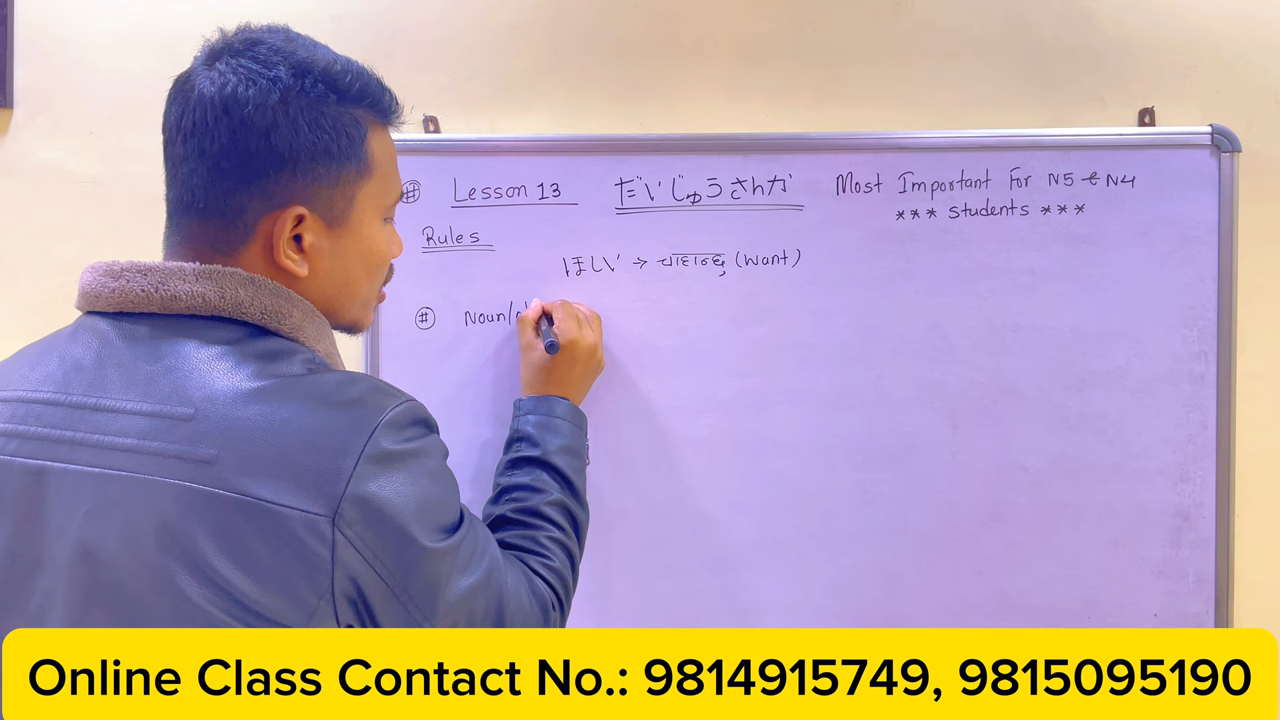 # Lesson 13 だいじゅうさんか Most Important For N5 & N4
*** students ***
Rules
ほしい → चाहान्छु (Want)
# Noun/
Online Class Contact No.: 9814915749, 9815095190